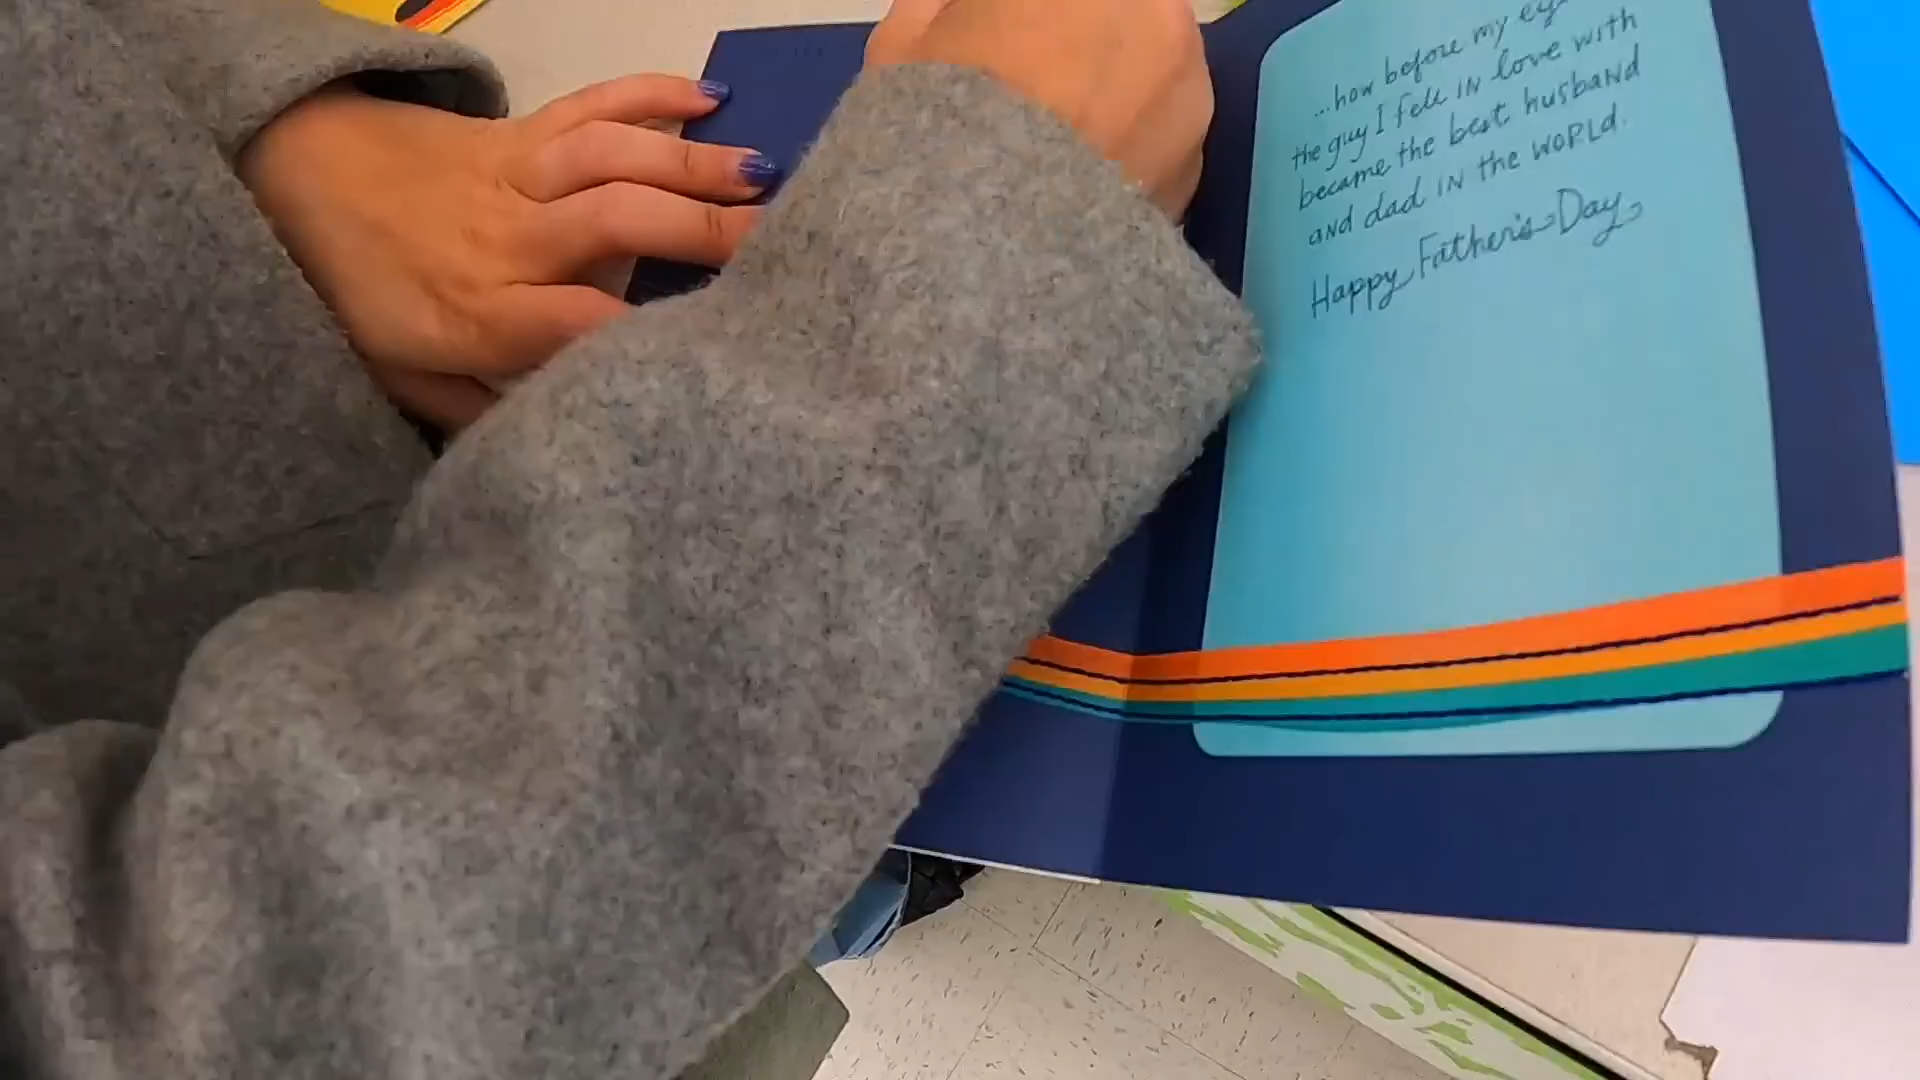 ...how before my
the guy I fell IN love with
became the best husband
and dad IN the WORLd.
Happy Father's Day